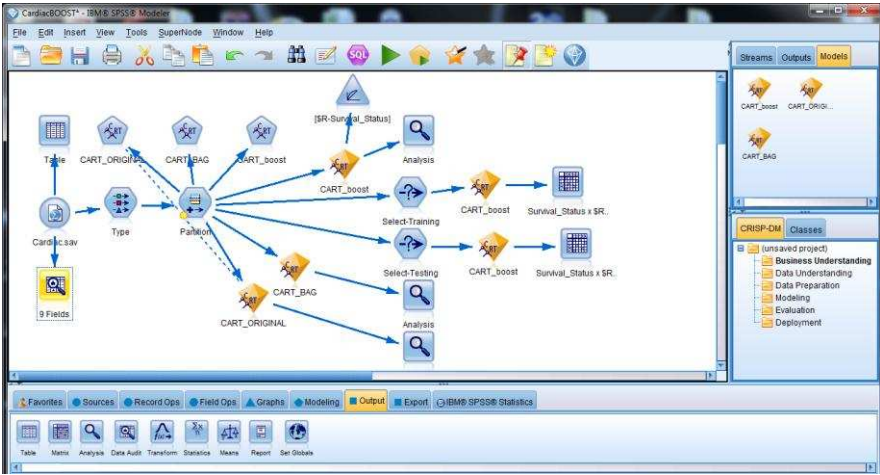 CardiacBOOST* - IBM® SPSS® Modeler
File Edit Insert View Tools SuperNode Window Help
SQL
Streams Outputs Models
CART_boost CART_ORIGI...
CART_BAG
[$R-Survival_Status]
Table CART_ORIGINAL CART_BAG CART_boost
CART_boost
Analysis
Cardiac.sav
Type
Partition
Select-Training
CART_boost
Survival_Status x $R..
Select-Testing
CART_boost
Survival_Status x $R..
9 Fields
CART_BAG
CART_ORIGINAL
Analysis
CRISP-DM Classes
(unsaved project)
Business Understanding
Data Understanding
Data Preparation
Modeling
Evaluation
Deployment
Favorites Sources Record Ops Field Ops Graphs Modeling Output Export IBM® SPSS® Statistics
Table Matrix Analysis Data Audit Transform Statistics Means Report Set Globals